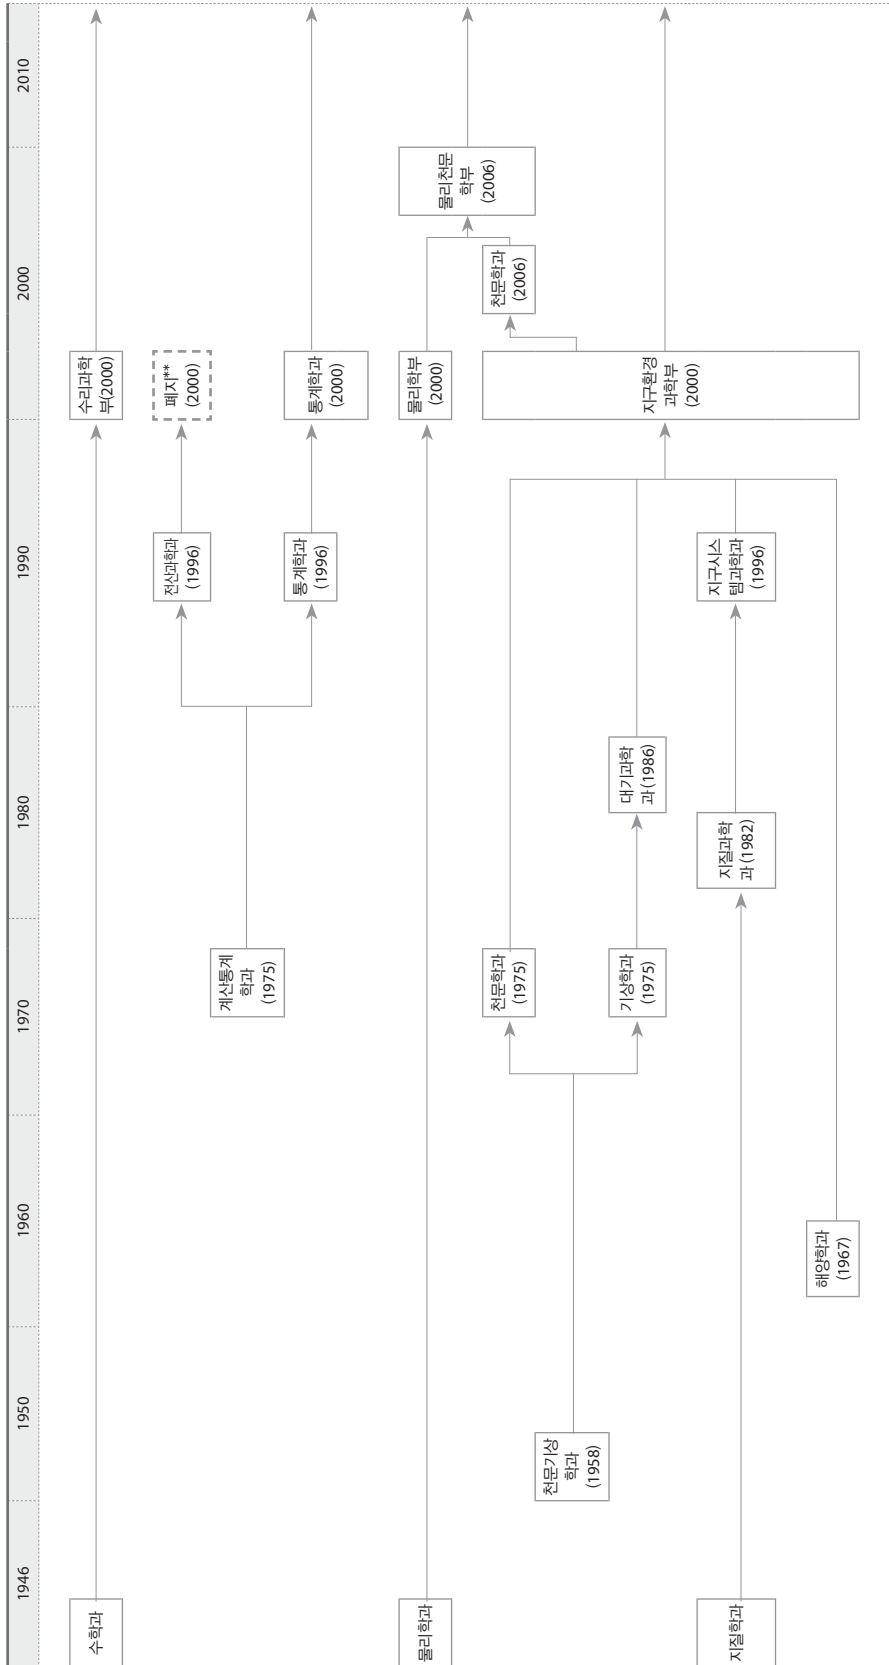 1946
1950
1960
1970
1980
1990
2000
2010
수학과
수리과학
부(2000)
계산통계
학과
(1975)
전산과학과
(1996)
폐지**
(2000)
통계학과
(1996)
통계학과
(2000)
물리학과
물리학부
(2000)
물리천문
학부
(2006)
천문기상
학과
(1958)
천문학과
(1975)
기상학과
(1975)
대기과학
과(1986)
천문학과
(2006)
지구환경
과학부
(2000)
지질학과
지질과학
과(1982)
지구시스
템과학과
(1996)
해양학과
(1967)